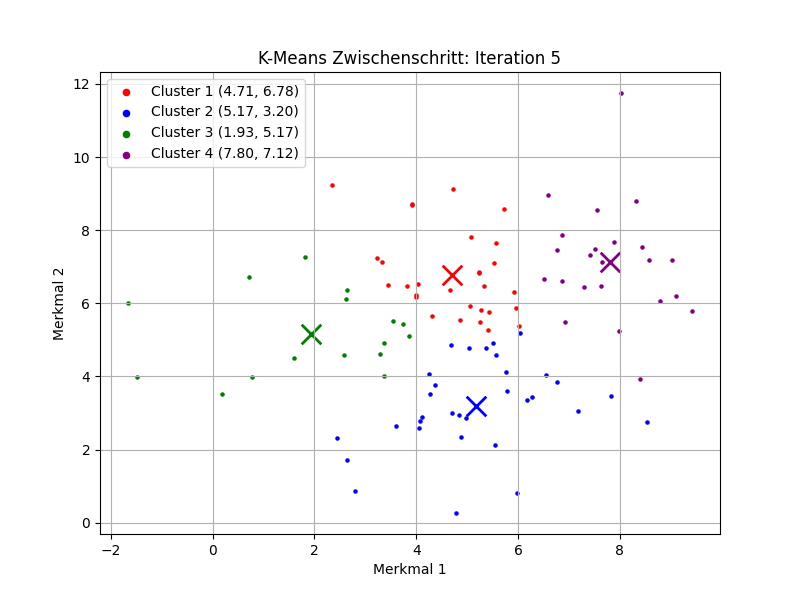 K-Means Zwischenschritt: Iteration 5
Cluster 1 (4.71, 6.78)
Cluster 2 (5.17, 3.20)
Cluster 3 (1.93, 5.17)
Cluster 4 (7.80, 7.12)
12
10
8
6
4
2
0
Merkmal 2
−2
0
2
4
6
8
Merkmal 1